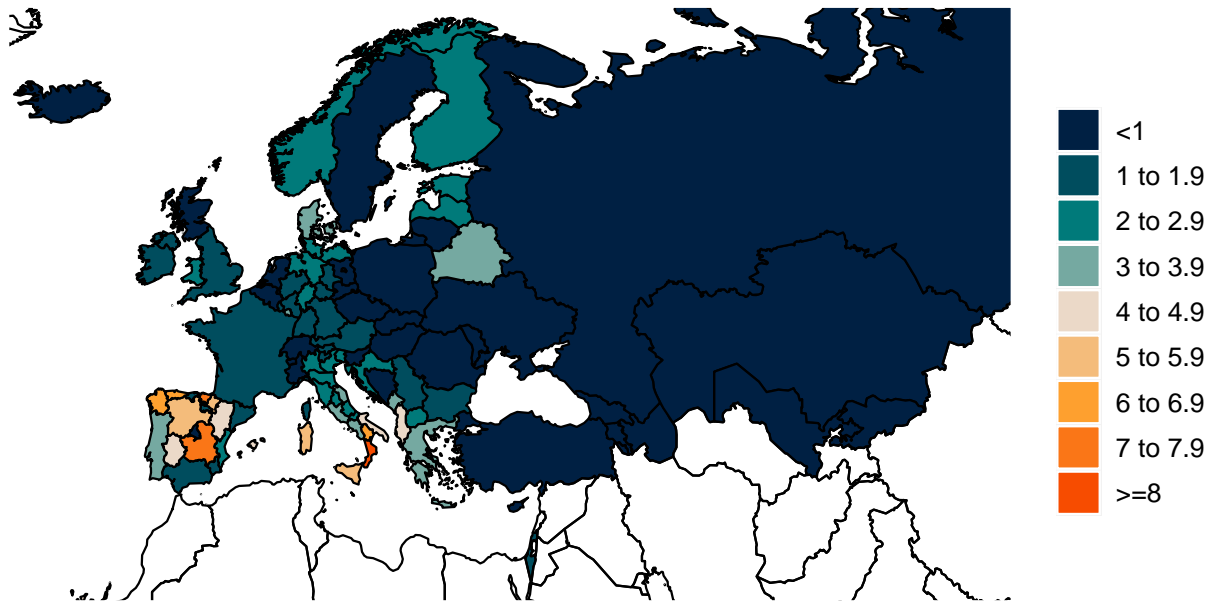 <1
1 to 1.9
2 to 2.9
3 to 3.9
4 to 4.9
5 to 5.9
6 to 6.9
7 to 7.9
>=8